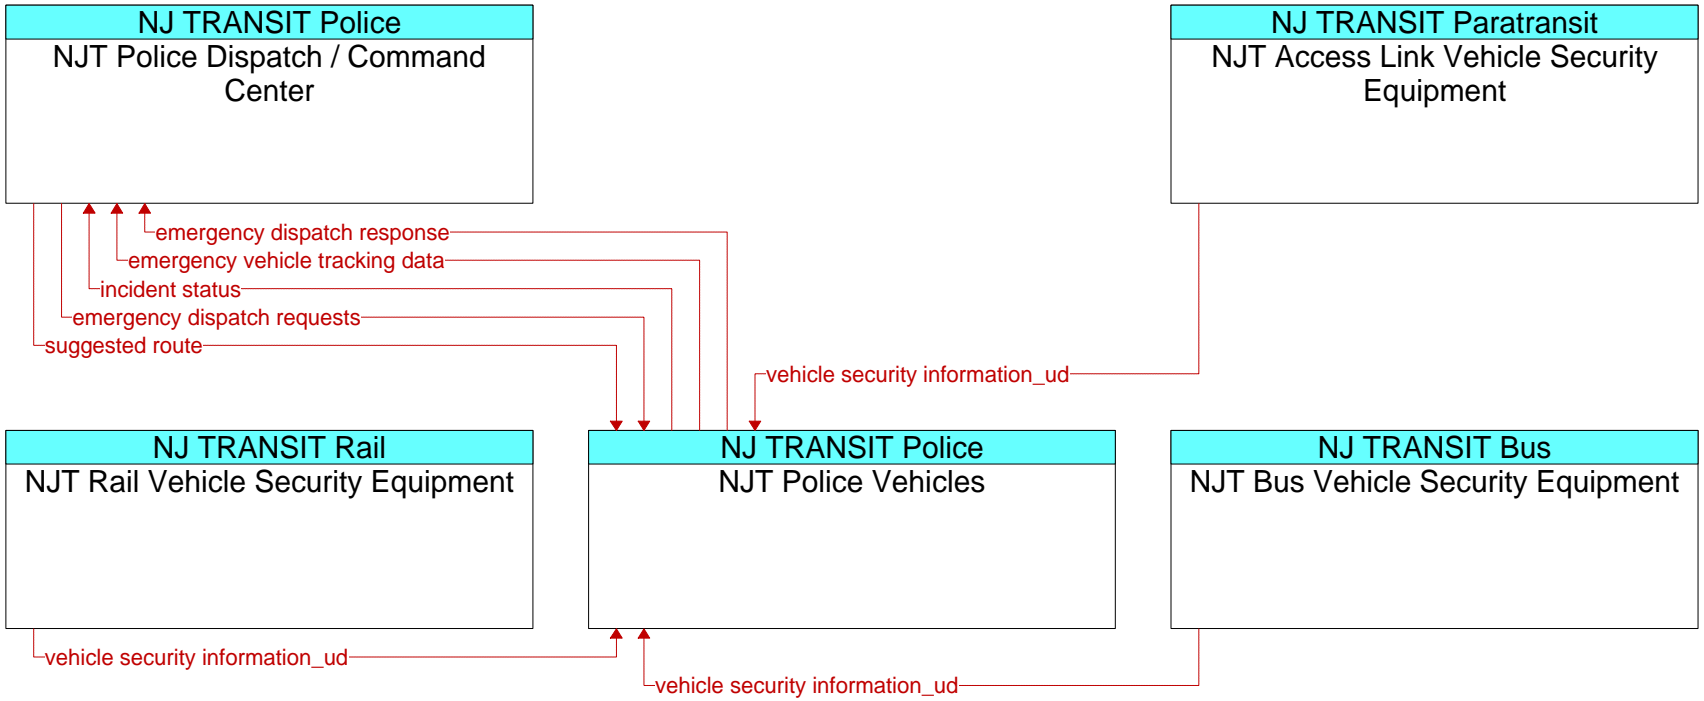 NJ TRANSIT Police
NJT Police Dispatch / Command
Center
NJ TRANSIT Paratransit
NJT Access Link Vehicle Security
Equipment
emergency dispatch response
emergency vehicle tracking data
incident status
emergency dispatch requests
suggested route
vehicle security information_ud
NJ TRANSIT Rail
NJT Rail Vehicle Security Equipment
NJ TRANSIT Police
NJT Police Vehicles
NJ TRANSIT Bus
NJT Bus Vehicle Security Equipment
vehicle security information_ud
vehicle security information_ud